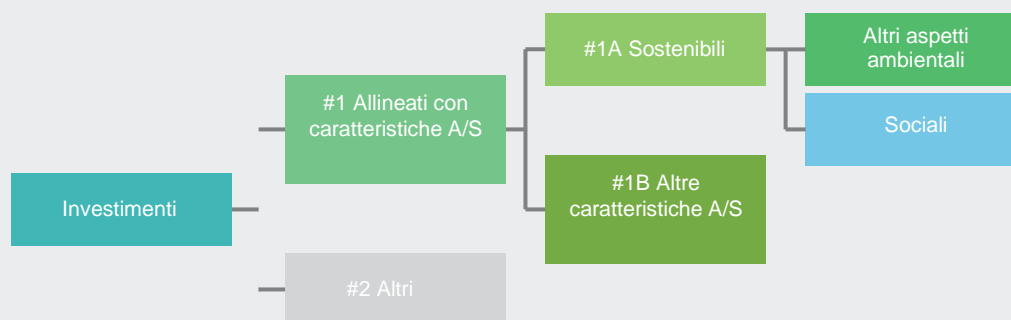 Investimenti
#1 Allineati con
caratteristiche A/S
#2 Altri
#1A Sostenibili
#1B Altre
caratteristiche A/S
Altri aspetti
ambientali
Sociali